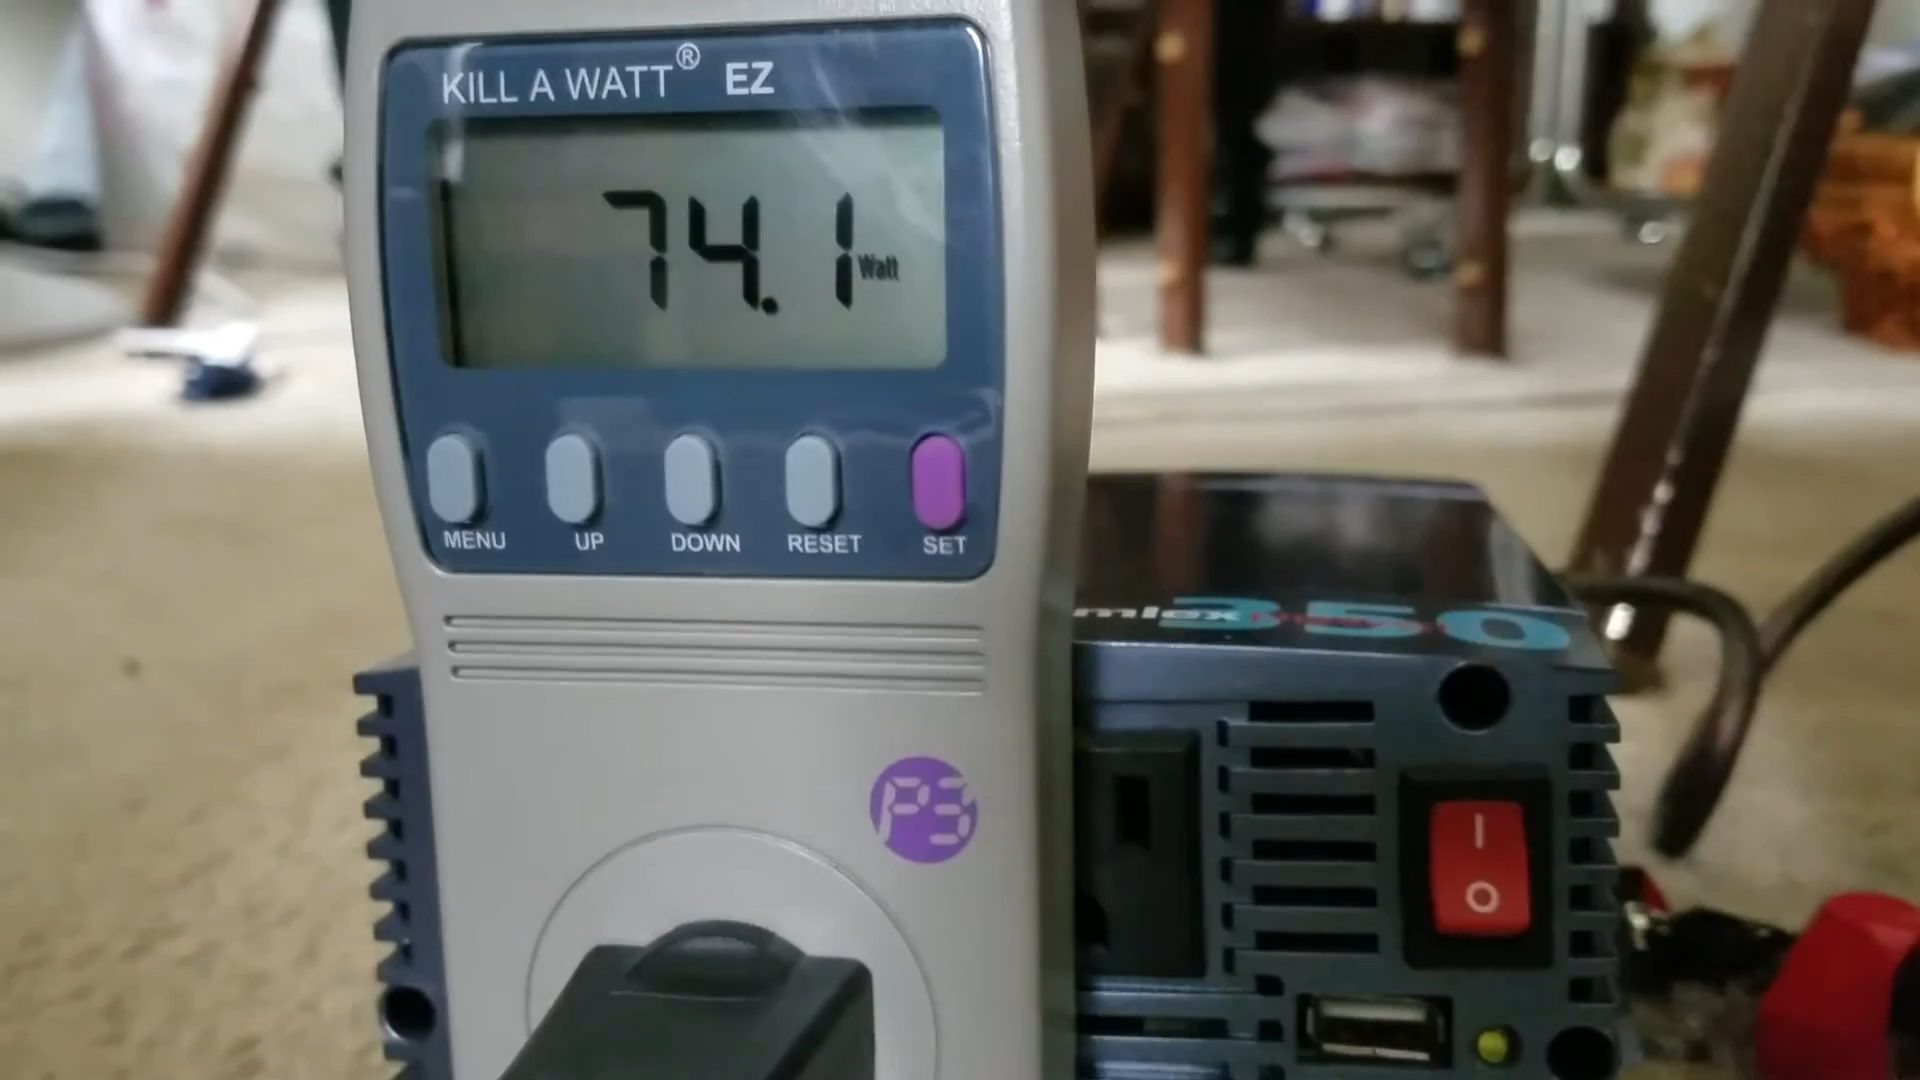 KILL A WATT® EZ
74.1 Watt
MENU UP DOWN RESET SET
350
P3
I
O